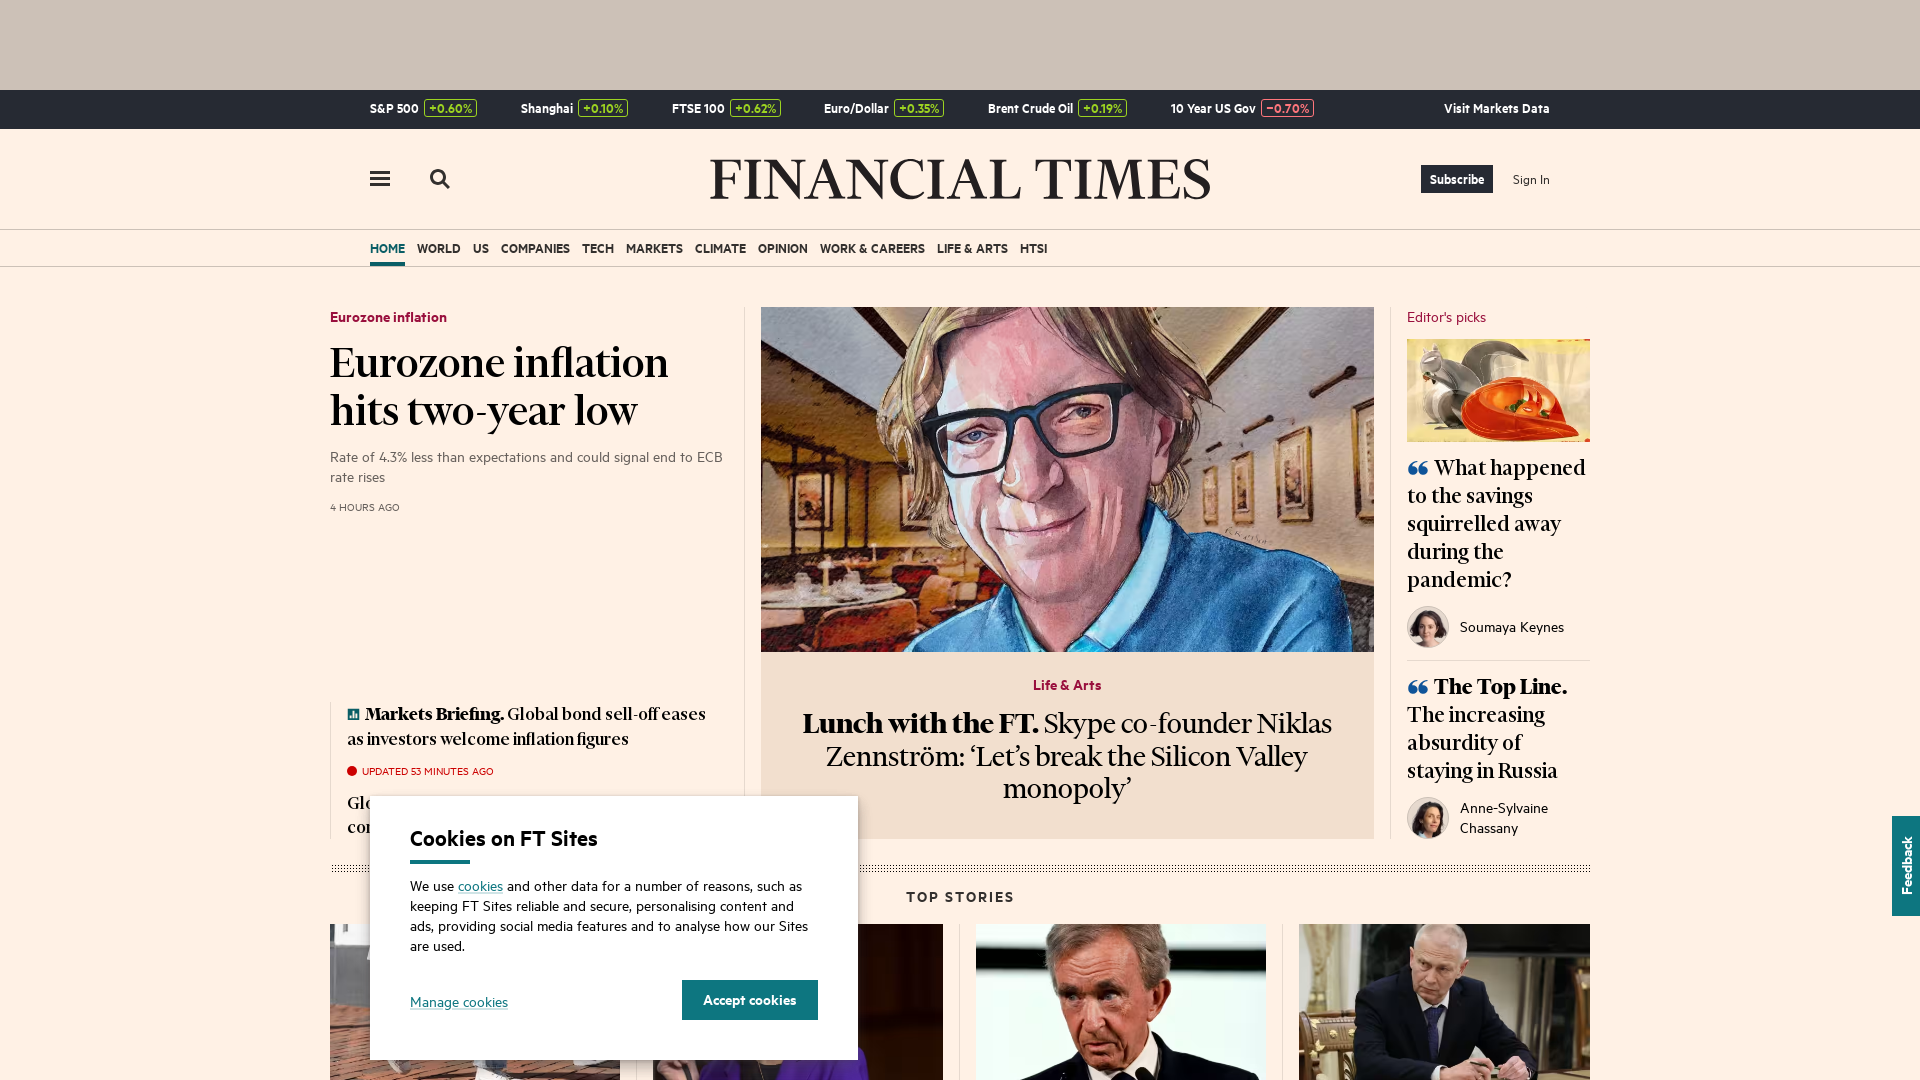 S&P 500 +0.60% Shanghai +0.10% FTSE 100 +0.62% Euro/Dollar +0.35% Brent Crude Oil +0.19% 10 Year US Gov −0.70% Visit Markets Data
FINANCIAL TIMES
Subscribe Sign In
HOME WORLD US COMPANIES TECH MARKETS CLIMATE OPINION WORK & CAREERS LIFE & ARTS HTSI
Eurozone inflation
Eurozone inflation
hits two-year low
Rate of 4.3% less than expectations and could signal end to ECB
rate rises
4 HOURS AGO
Markets Briefing. Global bond sell-off eases
as investors welcome inflation figures
UPDATED 53 MINUTES AGO
Life & Arts
Lunch with the FT. Skype co-founder Niklas
Zennström: ‘Let’s break the Silicon Valley
monopoly’
Editor's picks
What happened
to the savings
squirrelled away
during the
pandemic?
Soumaya Keynes
The Top Line.
The increasing
absurdity of
staying in Russia
Anne-Sylvaine
Chassany
Cookies on FT Sites
We use cookies and other data for a number of reasons, such as
keeping FT Sites reliable and secure, personalising content and
ads, providing social media features and to analyse how our Sites
are used.
Manage cookies Accept cookies
TOP STORIES
Feedback